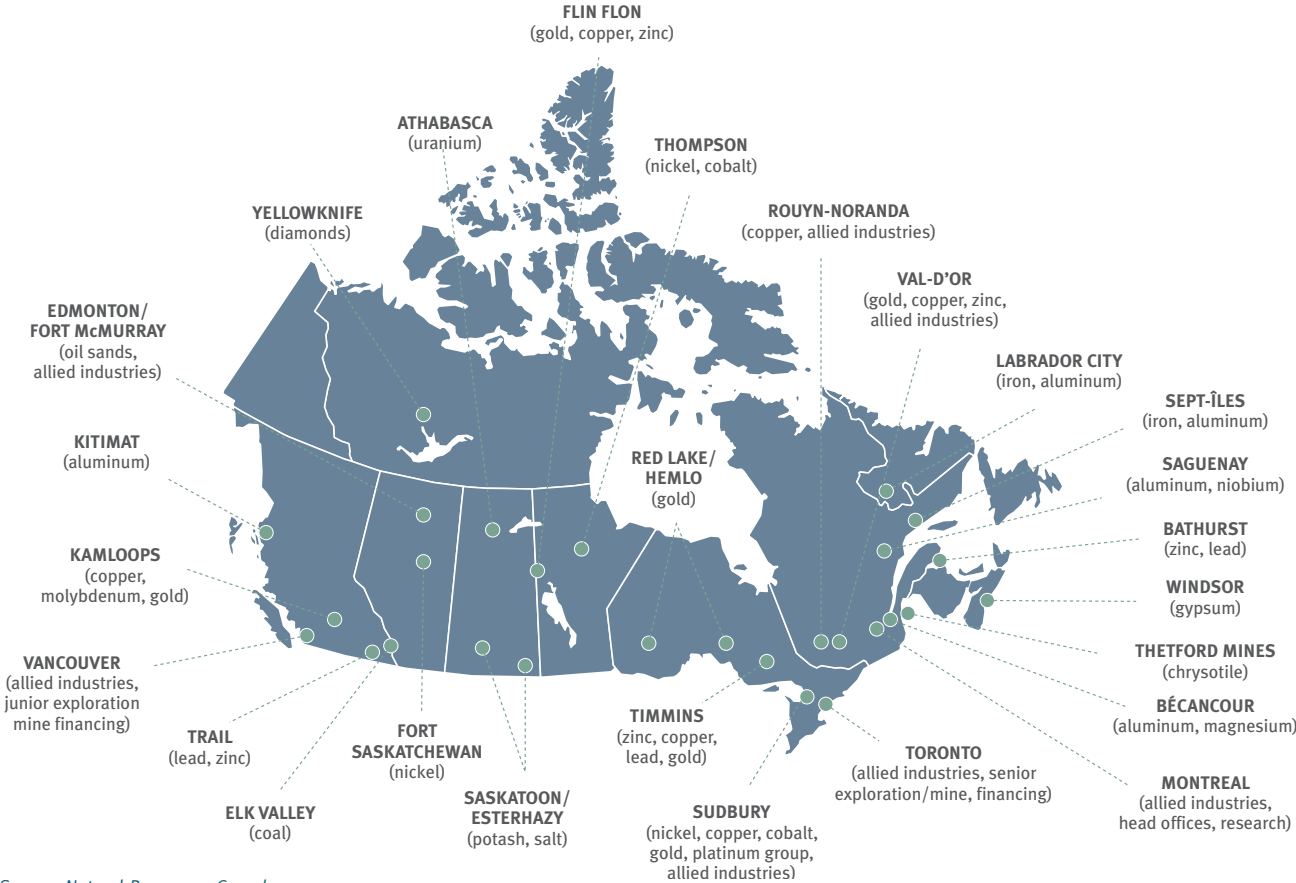 FLIN FLON
(gold, copper, zinc)
ATHABASCA
(uranium)
THOMPSON
(nickel, cobalt)
YELLOWKNIFE
(diamonds)
ROUYN-NORANDA
(copper, allied industries)
VAL-D’OR
(gold, copper, zinc,
allied industries)
EDMONTON/
FORT McMURRAY
(oil sands,
allied industries)
LABRADOR CITY
(iron, aluminum)
SEPT-ÎLES
(iron, aluminum)
KITIMAT
(aluminum)
RED LAKE/
HEMLO
(gold)
SAGUENAY
(aluminum, niobium)
BATHURST
(zinc, lead)
KAMLOOPS
(copper,
molybdenum, gold)
WINDSOR
(gypsum)
THETFORD MINES
(chrysotile)
VANCOUVER
(allied industries,
junior exploration
mine financing)
BÉCANCOUR
(aluminum, magnesium)
TRAIL
(lead, zinc)
FORT
SASKATCHEWAN
(nickel)
TIMMINS
(zinc, copper,
lead, gold)
TORONTO
(allied industries, senior
exploration/mine, financing)
MONTREAL
(allied industries,
head offices, research)
ELK VALLEY
(coal)
SASKATOON/
ESTERHAZY
(potash, salt)
SUDBURY
(nickel, copper, cobalt,
gold, platinum group,
allied industries)